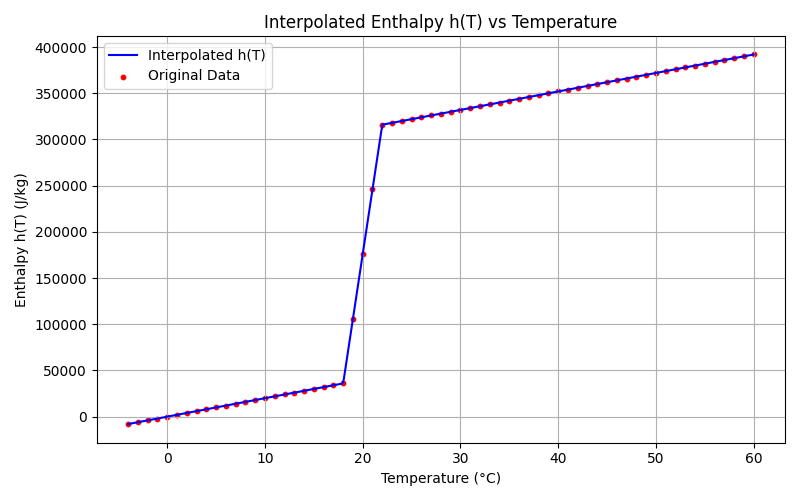 Interpolated Enthalpy h(T) vs Temperature
Interpolated h(T)
Original Data
400000
350000
300000
250000
200000
150000
100000
50000
0
Enthalpy h(T) (J/kg)
0 10 20 30 40 50 60
Temperature (°C)